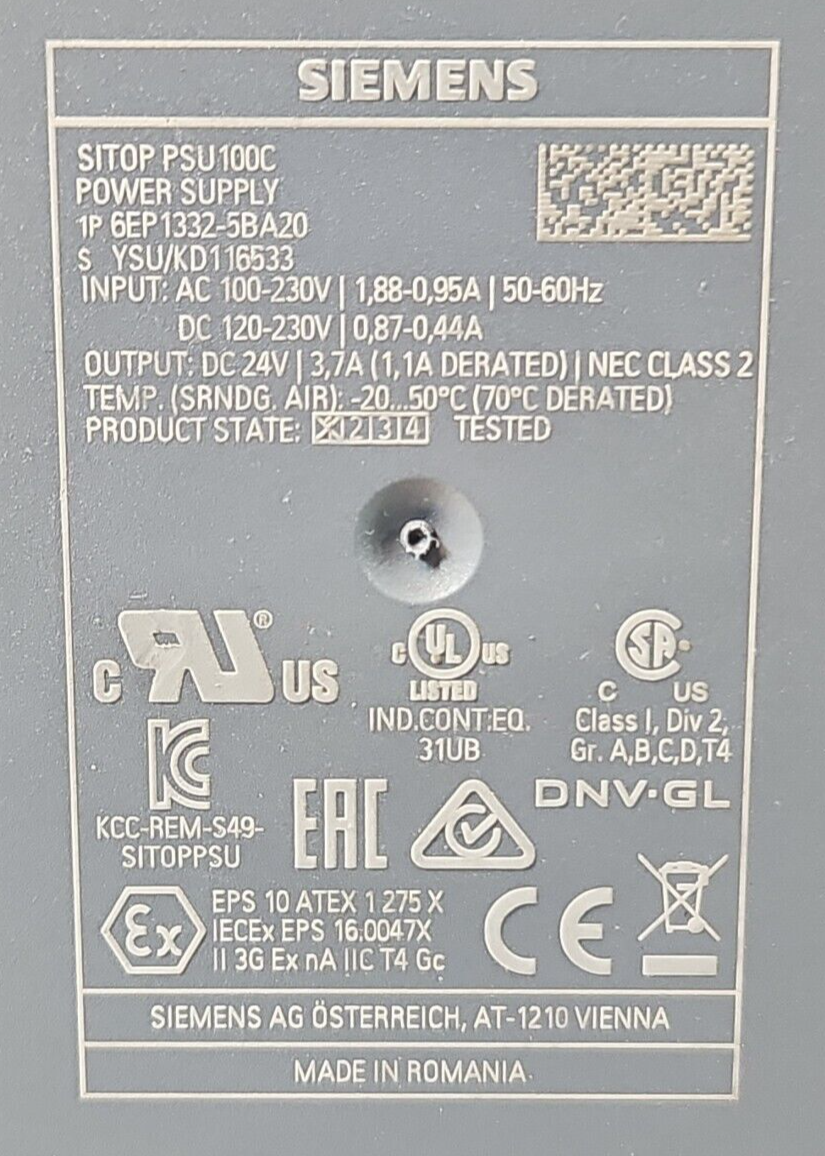 SIEMENS
SITOP PSU100C
POWER SUPPLY
1P 6EP1332-5BA20
S YSU/KD116533
INPUT: AC 100-230V | 1,88-0,95A | 50-60Hz
DC 120-230V | 0,87-0,44A
OUTPUT: DC 24V | 3,7A (1,1A DERATED) | NEC CLASS 2
TEMP. (SRNDG. AIR): -20...50°C (70°C DERATED)
PRODUCT STATE: X|2|3|4 TESTED
C RU ® US
C UL US
LISTED
IND.CONT.EQ.
31UB
SA
C US
Class I, Div 2,
Gr. A,B,C,D,T4
KC
KCC-REM-S49-
SITOPPSU
EAC
DNV·GL
Ex
EPS 10 ATEX 1 275 X
IECEx EPS 16.0047X
II 3G Ex nA IIC T4 Gc
CE
SIEMENS AG ÖSTERREICH, AT-1210 VIENNA
MADE IN ROMANIA